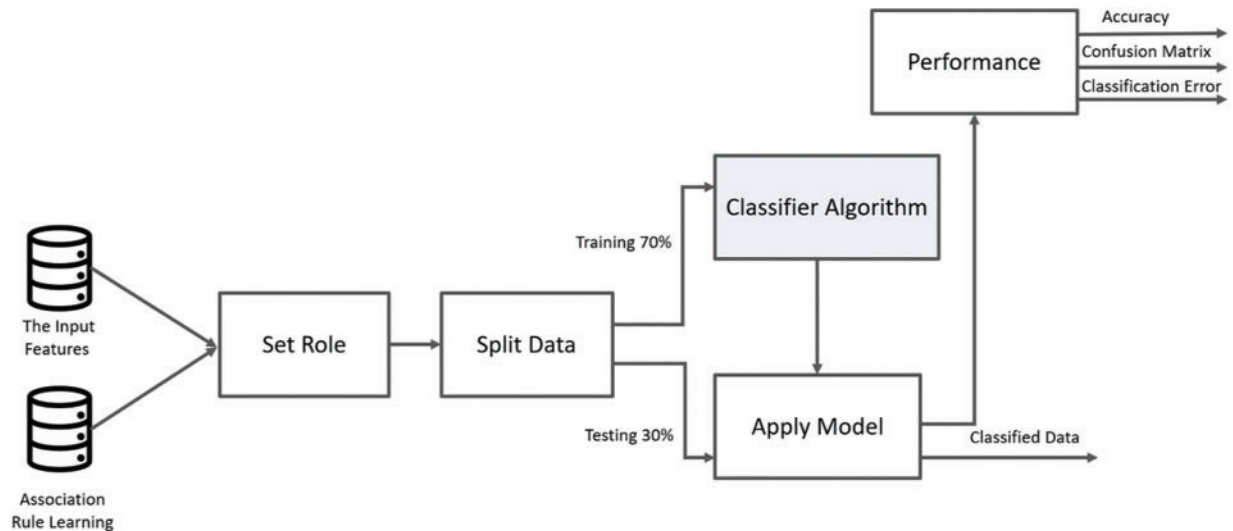 Accuracy
Confusion Matrix
Classification Error
Performance
Classifier Algorithm
Training 70%
The Input
Features
Set Role
Split Data
Testing 30%
Apply Model
Classified Data
Association
Rule Learning